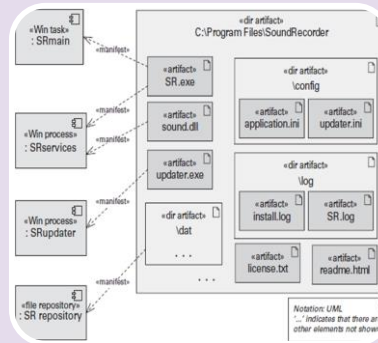 «Win task»
: SRmain
«Win process»
: SRservices
«Win process»
: SRupdater
«file repository»
: SR repository
«manifest»
«manifest»
«manifest»
«manifest»
«manifest»
«dir artifact»
C:\Program Files\SoundRecorder
«artifact»
SR.exe
«artifact»
sound.dll
«artifact»
updater.exe
«dir artifact»
\dat
. . .
. . .
«dir artifact»
\config
«artifact»
application.ini
«artifact»
updater.ini
«dir artifact»
\log
«artifact»
install.log
«artifact»
SR.log
«artifact»
license.txt
«artifact»
readme.html
Notation: UML
"..." indicates that there are
other elements not shown